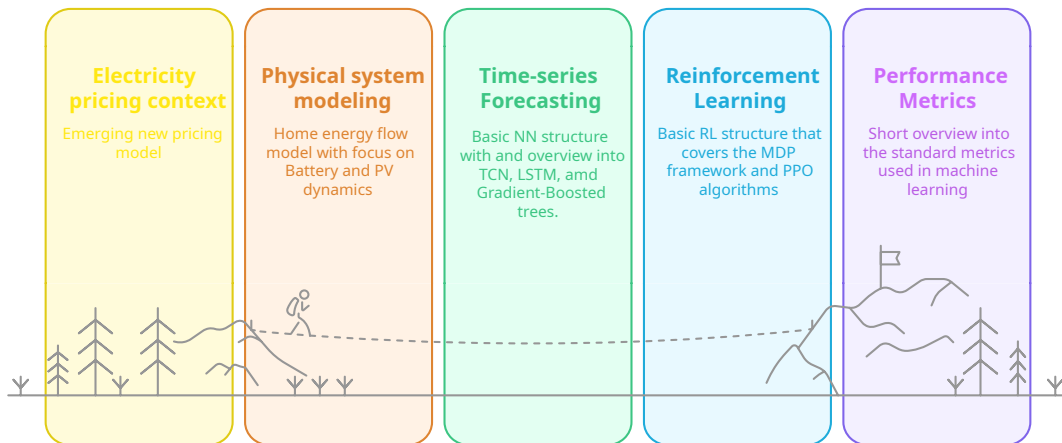 Electricity
pricing context
Emerging new pricing
model
Physical system
modeling
Home energy flow
model with focus on
Battery and PV
dynamics
Time-series
Forecasting
Basic NN structure
with and overview into
TCN, LSTM, amd
Gradient-Boosted
trees.
Reinforcement
Learning
Basic RL structure that
covers the MDP
framework and PPO
algorithms
Performance
Metrics
Short overview into
the standard metrics
used in machine
learning